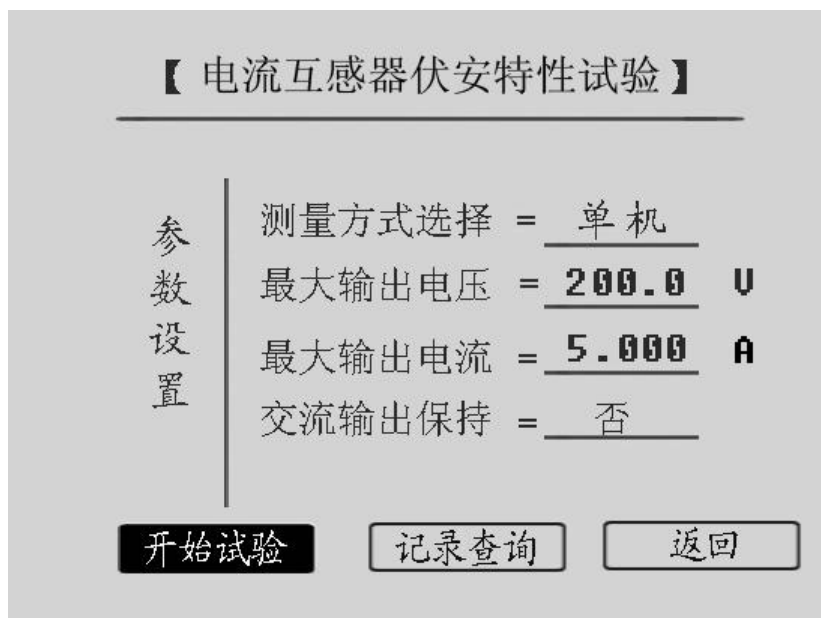 【电流互感器伏安特性试验】
参数设置
测量方式选择 = 单机
最大输出电压 = 200.0 V
最大输出电流 = 5.000 A
交流输出保持 = 否
开始试验 记录查询 返回